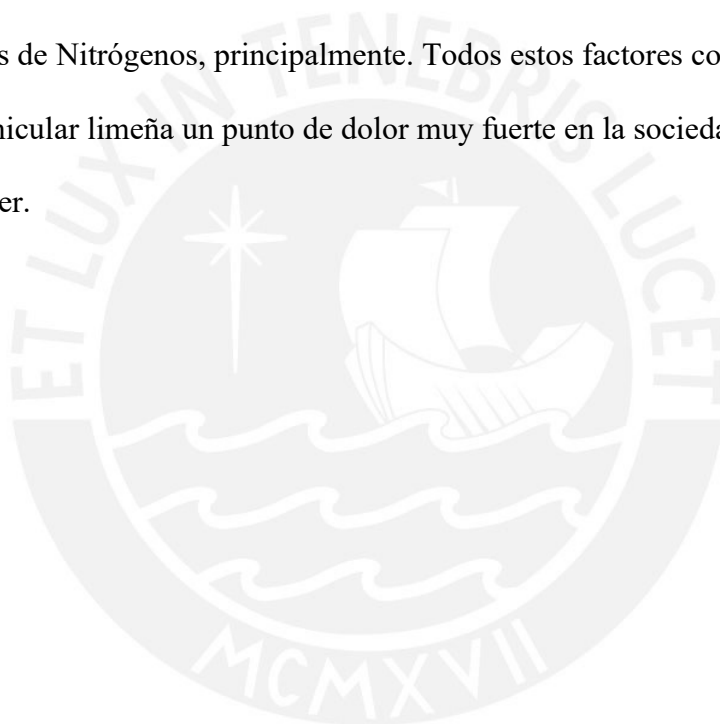 s de Nitrógenos, principalmente. Todos estos factores co
nicular limeña un punto de dolor muy fuerte en la socieda
er.
ET LUX IN TENEBRIS LUCET
MCMXVII